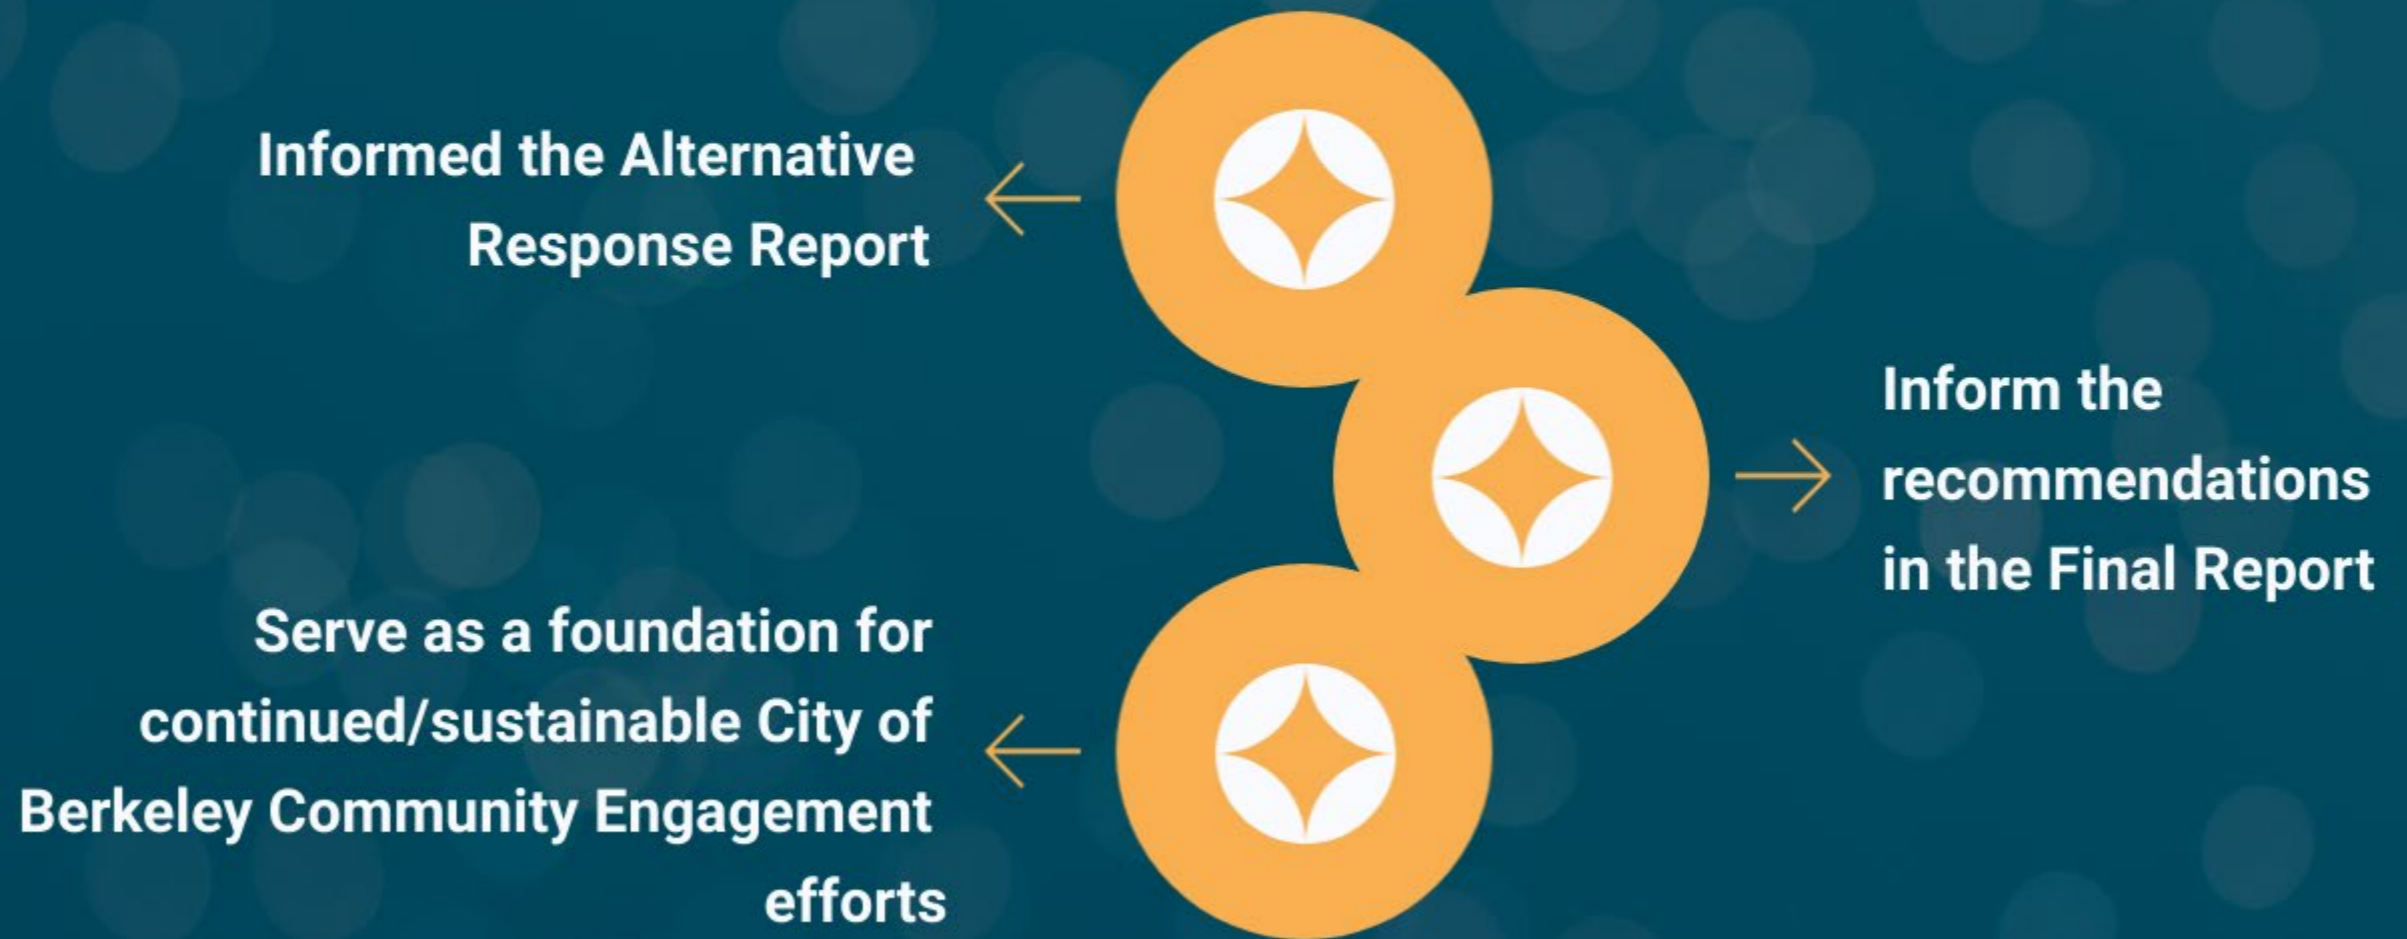 Informed the Alternative
Response Report
Inform the
recommendations
in the Final Report
Serve as a foundation for
continued/sustainable City of
Berkeley Community Engagement
efforts